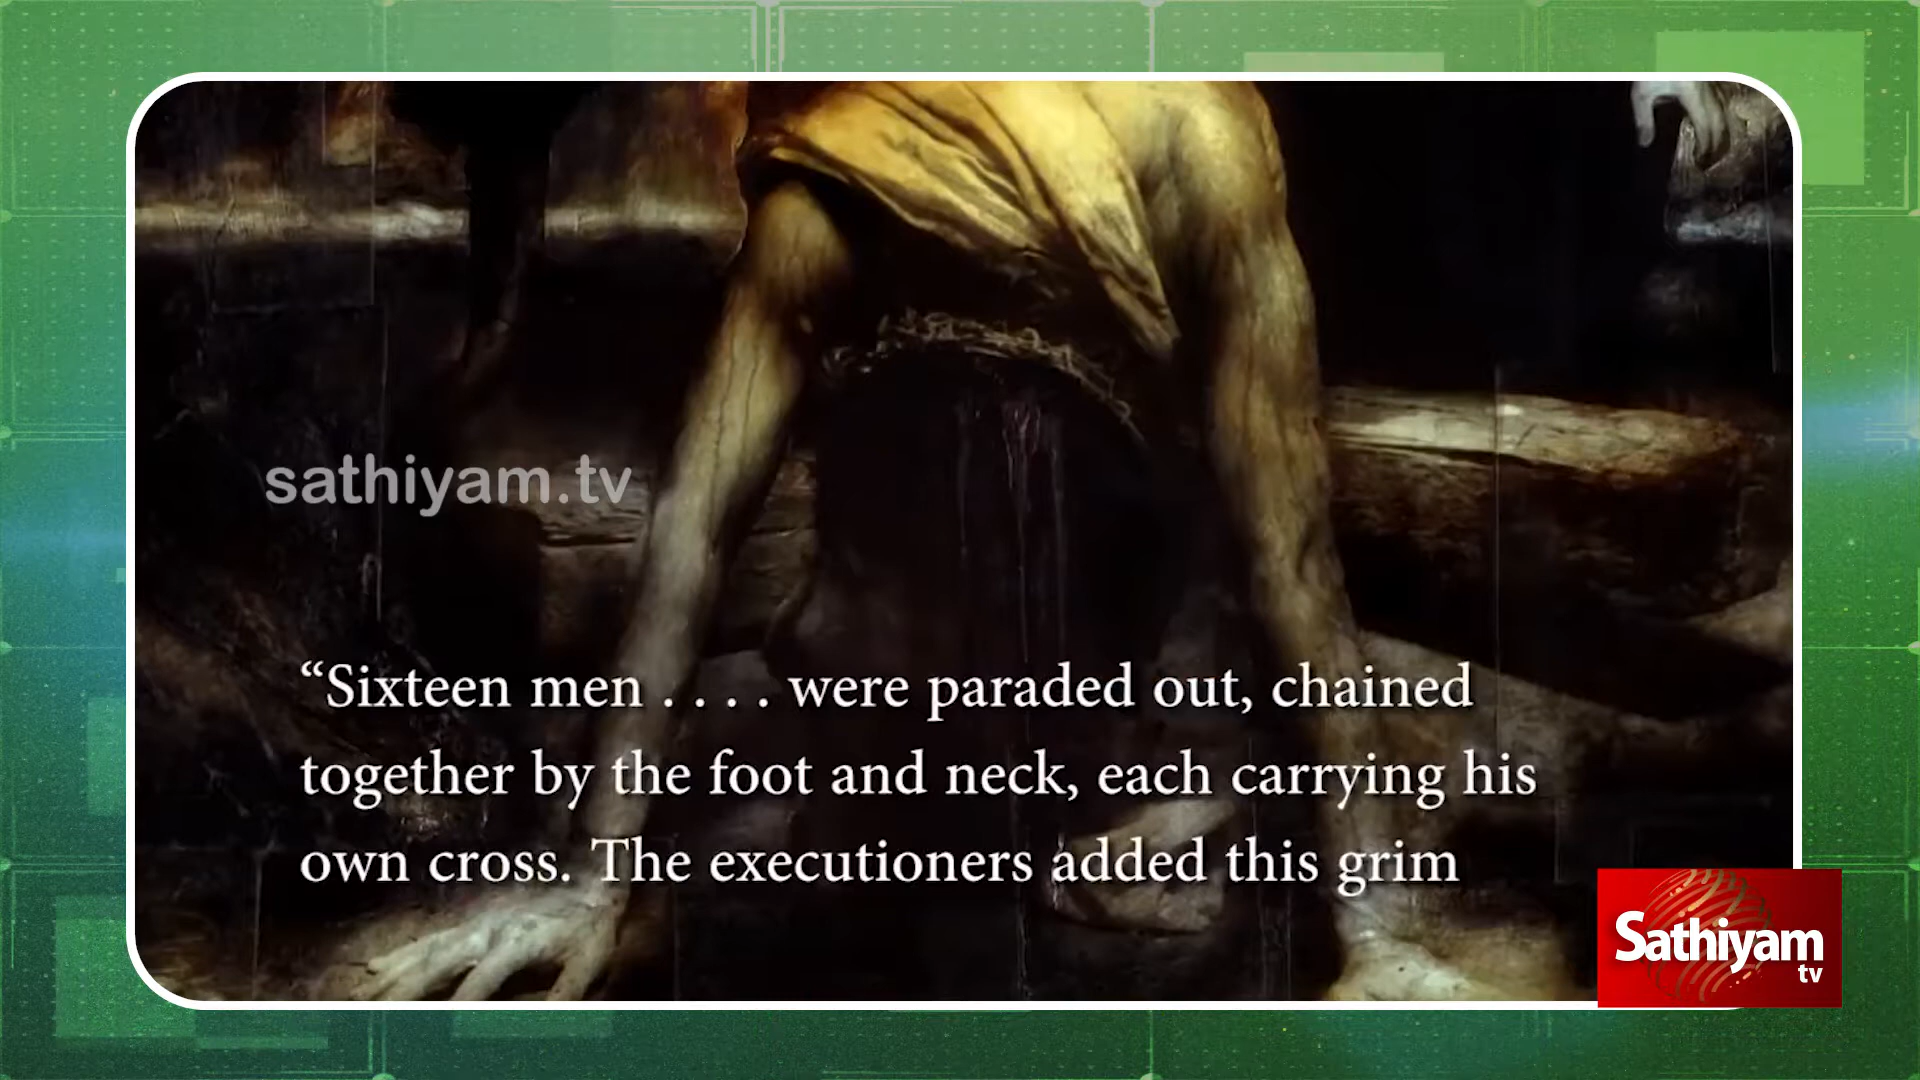 sathiyam.tv
“Sixteen men . . . . were paraded out, chained
together by the foot and neck, each carrying his
own cross. The executioners added this grim
Sathiyam
tv